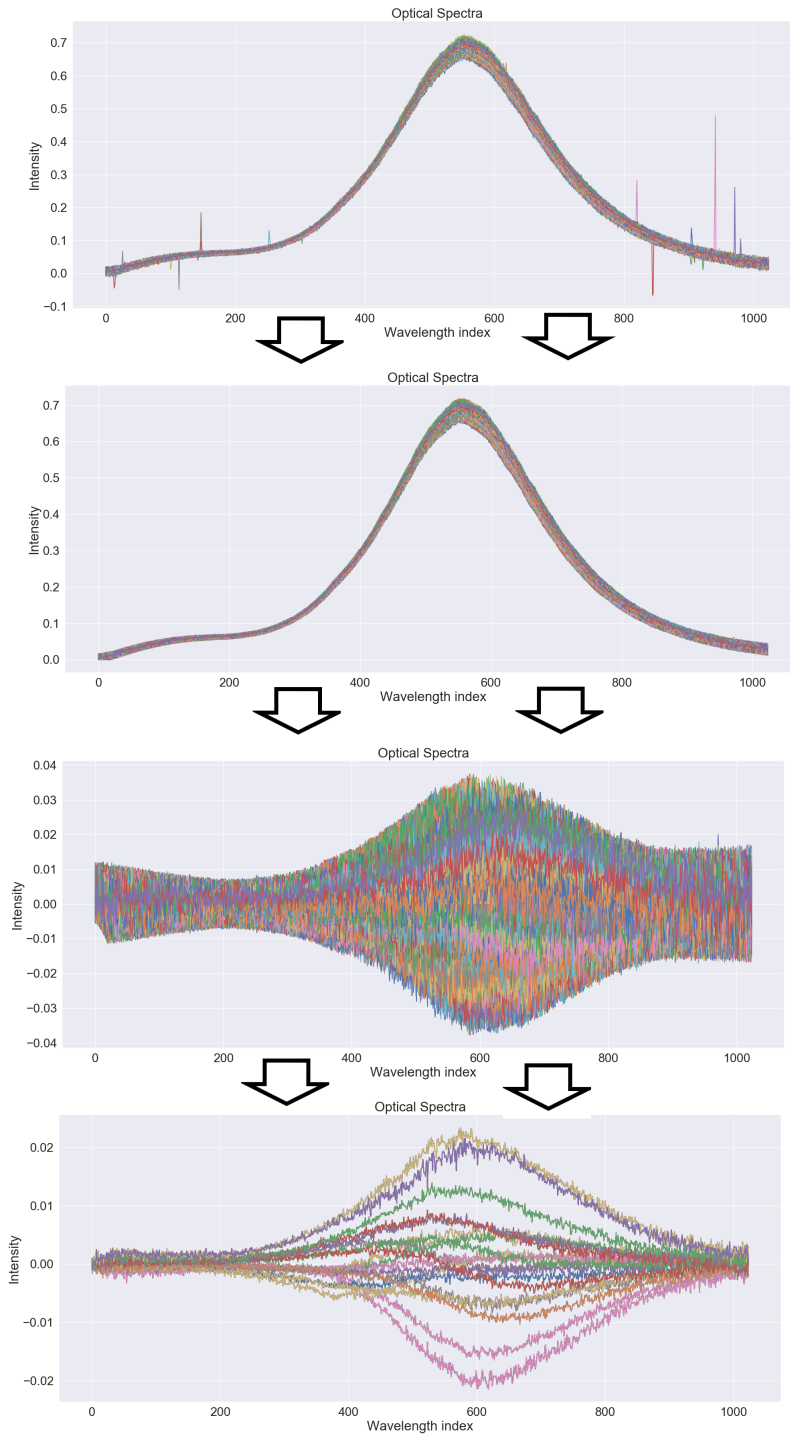 Optical Spectra
0.7
0.6
0.5
0.4
0.3
0.2
0.1
0.0
−0.1
Intensity
0 200 400 600 800 1000
Wavelength index
Optical Spectra
0.7
0.6
0.5
0.4
0.3
0.2
0.1
0.0
Intensity
0 200 400 600 800 1000
Wavelength index
Optical Spectra
0.04
0.03
0.02
0.01
0.00
−0.01
−0.02
−0.03
−0.04
Intensity
0 200 400 600 800 1000
Wavelength index
Optical Spectra
0.02
0.01
0.00
−0.01
−0.02
Intensity
0 200 400 600 800 1000
Wavelength index